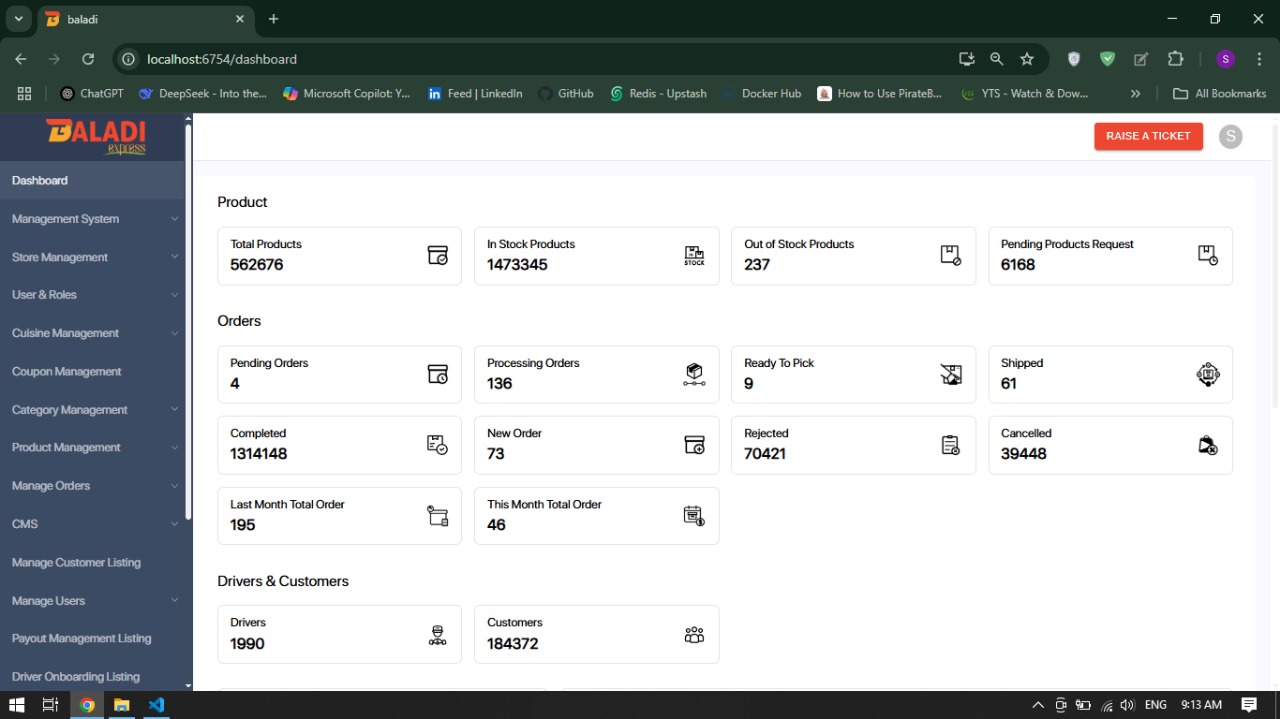 baladi
localhost:6754/dashboard
ChatGPT
DeepSeek - Into the...
Microsoft Copilot: Y...
Feed | LinkedIn
GitHub
Redis - Upstash
Docker Hub
How to Use PirateB...
YTS - Watch & Dow...
All Bookmarks
BALADI
express
RAISE A TICKET
S
Dashboard
Management System
Store Management
User & Roles
Cuisine Management
Coupon Management
Category Management
Product Management
Manage Orders
CMS
Manage Customer Listing
Manage Users
Payout Management Listing
Driver Onboarding Listing
Product
Total Products
562676
In Stock Products
1473345
STOCK
Out of Stock Products
237
Pending Products Request
6168
Orders
Pending Orders
4
Processing Orders
136
Ready To Pick
9
Shipped
61
Completed
1314148
New Order
73
Rejected
70421
Cancelled
39448
Last Month Total Order
195
This Month Total Order
46
Drivers & Customers
Drivers
1990
Customers
184372
ENG
9:13 AM